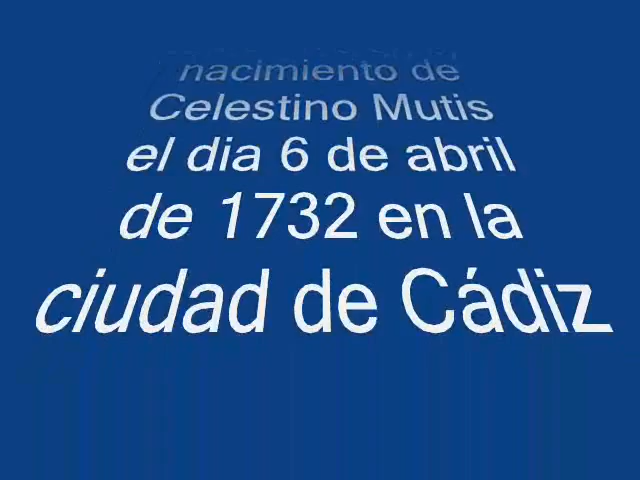 nacimiento de
Celestino Mutis
el dia 6 de abril
de 1732 en la
ciudad de Cádiz